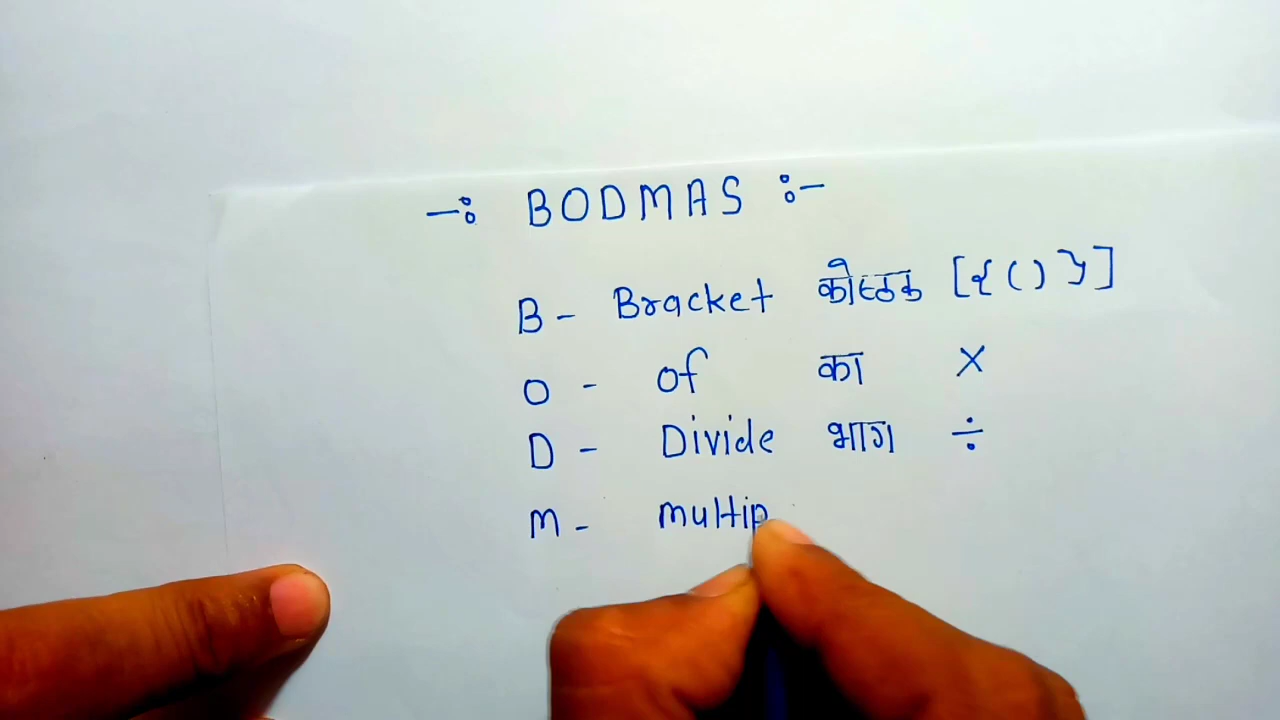 -: BODMAS :-
B - Bracket कोष्ठक [{()}]
O - of का ×
D - Divide भाग ÷
M - multip